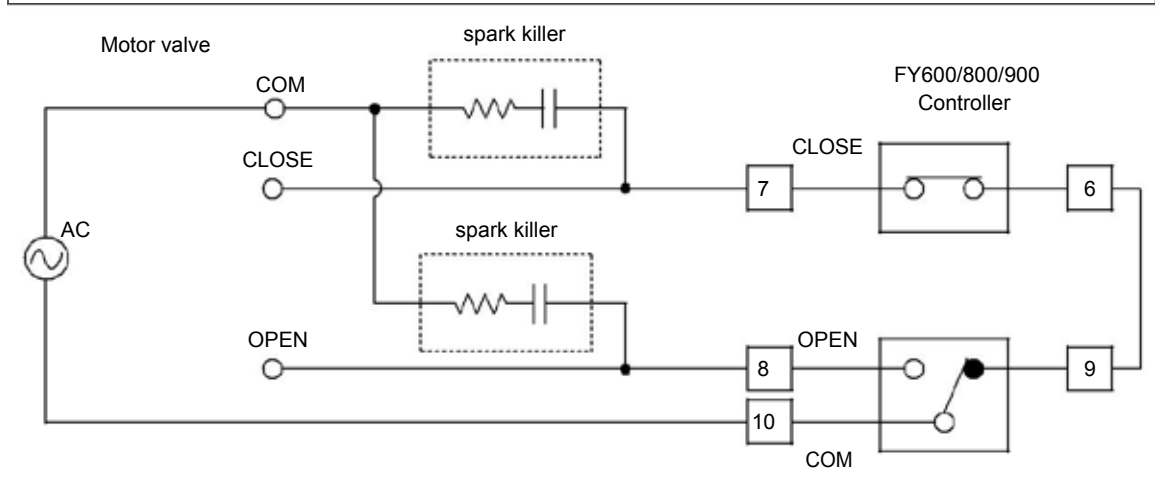 Motor valve
spark killer
FY600/800/900
Controller
COM
CLOSE
CLOSE
7
6
AC
spark killer
OPEN
OPEN
8
9
10
COM